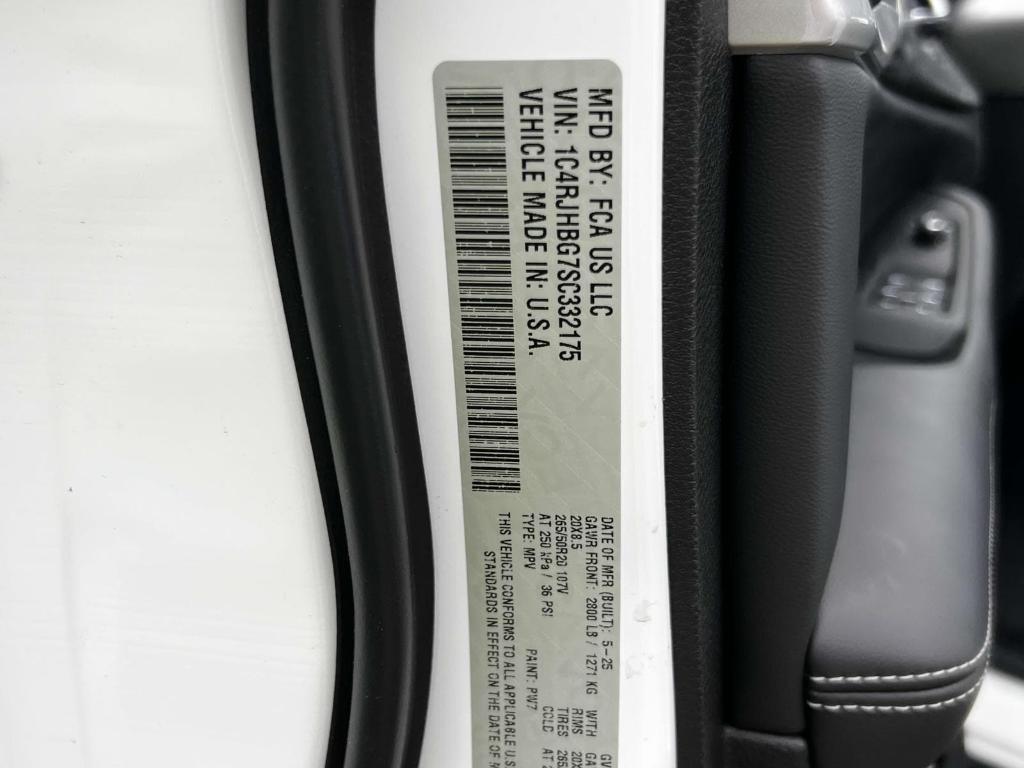 MFD BY: FCA US LLC
VIN: 1C4RJHBG7SC332175
VEHICLE MADE IN: U.S.A.
DATE OF MFR (BUILT): 5-25
GAWR FRONT: 2800 LB / 1271 KG WITH
20X8.5 RIMS
265/50R20 107V TIRES
AT 250 kPa / 36 PSI COLD
TYPE: MPV PAINT: PW7
THIS VEHICLE CONFORMS TO ALL APPLICABLE U.S.
STANDARDS IN EFFECT ON THE DATE OF